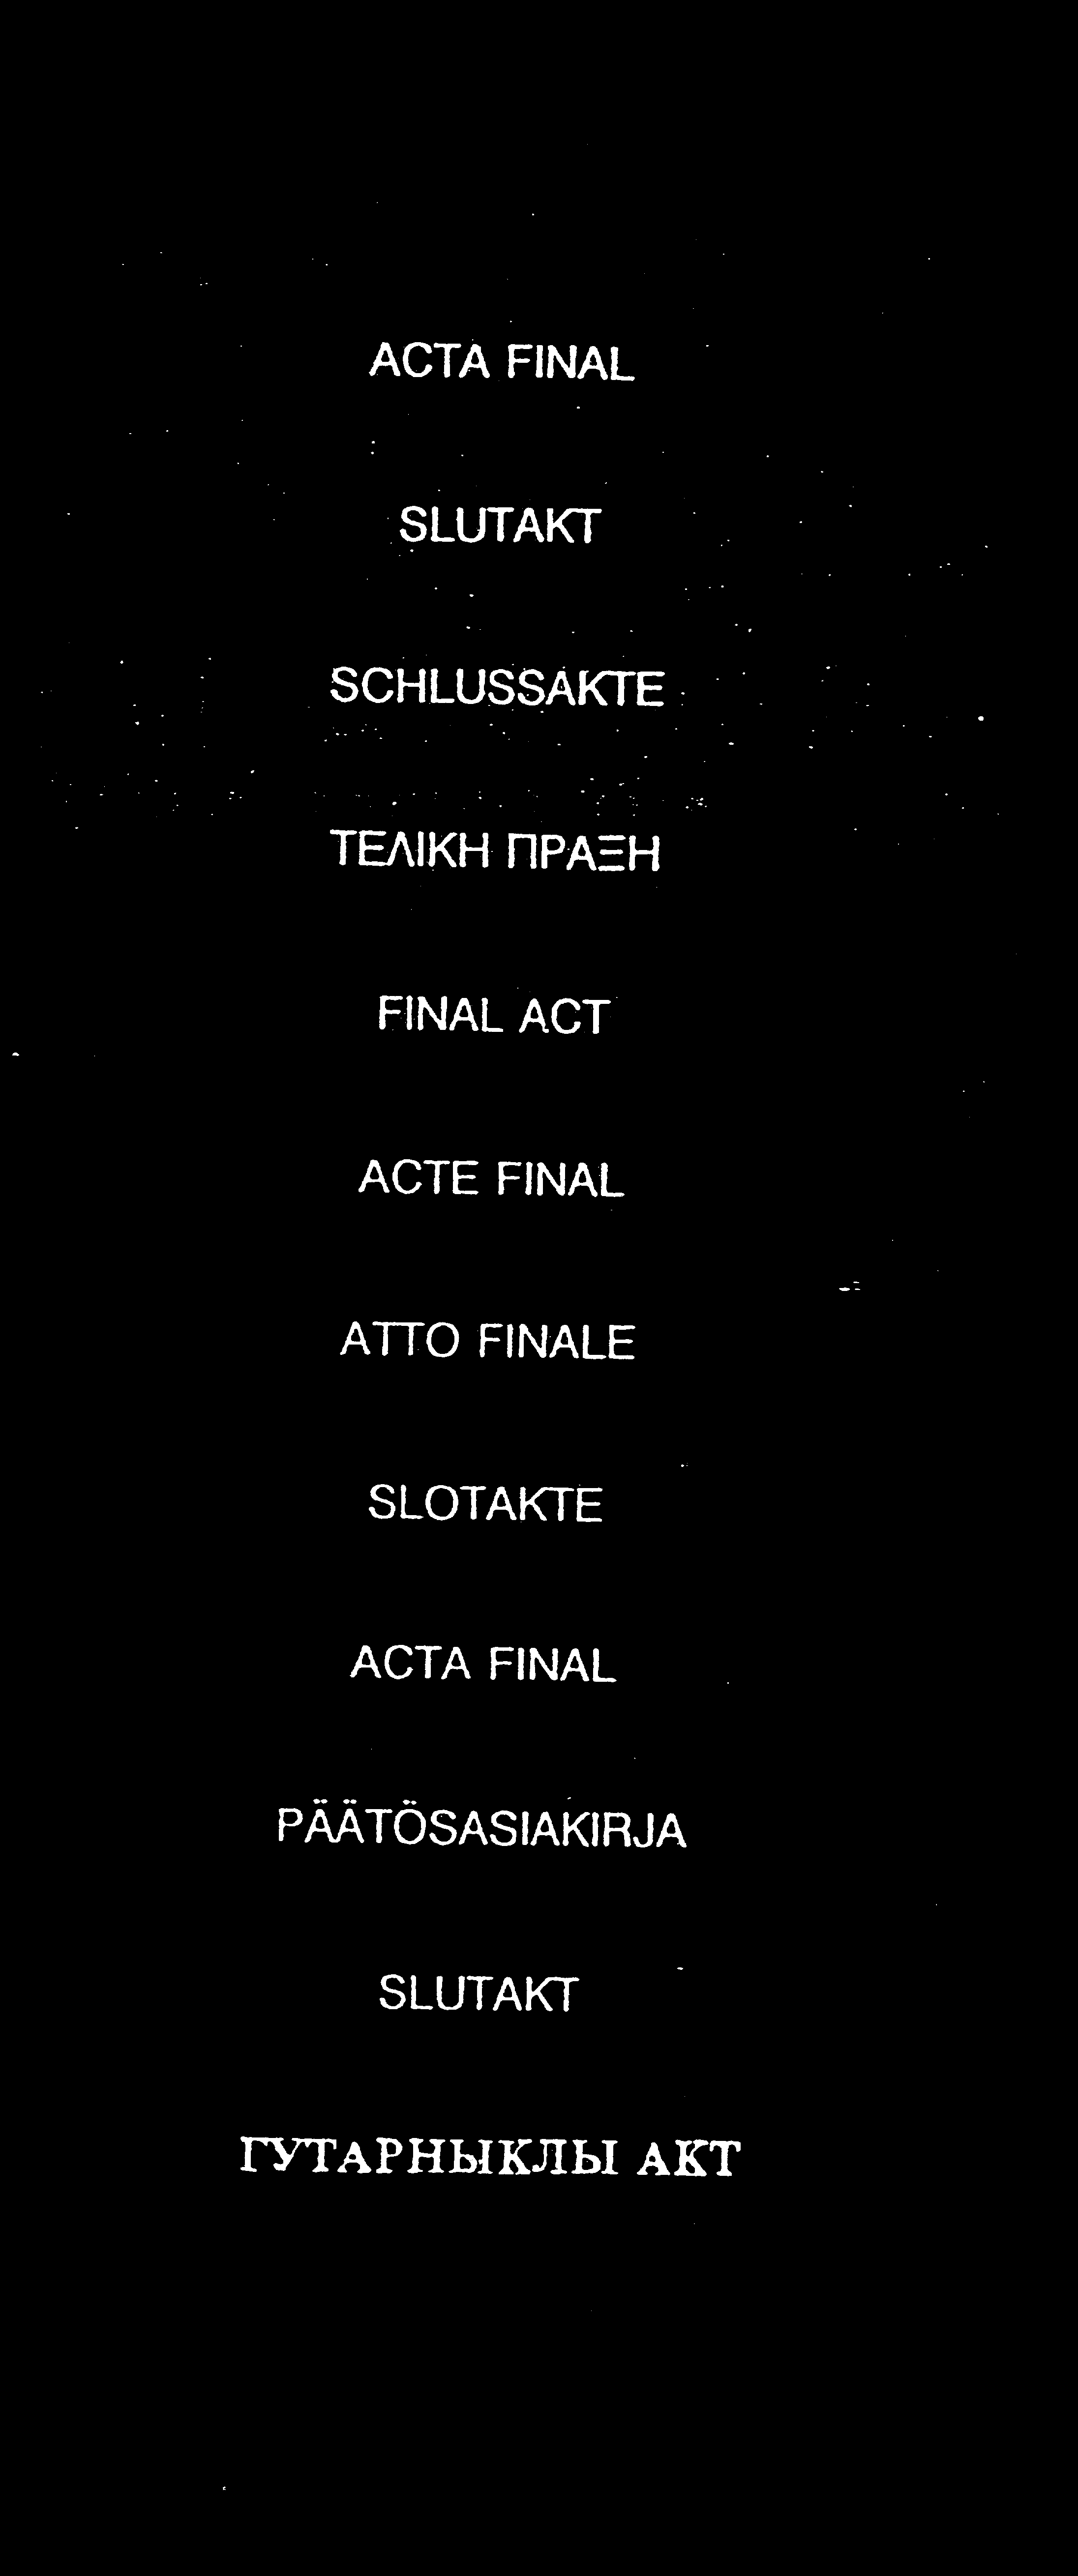 ACTA FINAL
SLUTAKT
SCHLUSSAKTE
ΤΕΛΙΚΗ ΠΡΑΞΗ
FINAL ACT
ACTE FINAL
ATTO FINALE
SLOTAKTE
ACTA FINAL
PÄÄTÖSASIAKIRJA
SLUTAKT
ГУТАРНЫКЛЫ АКТ